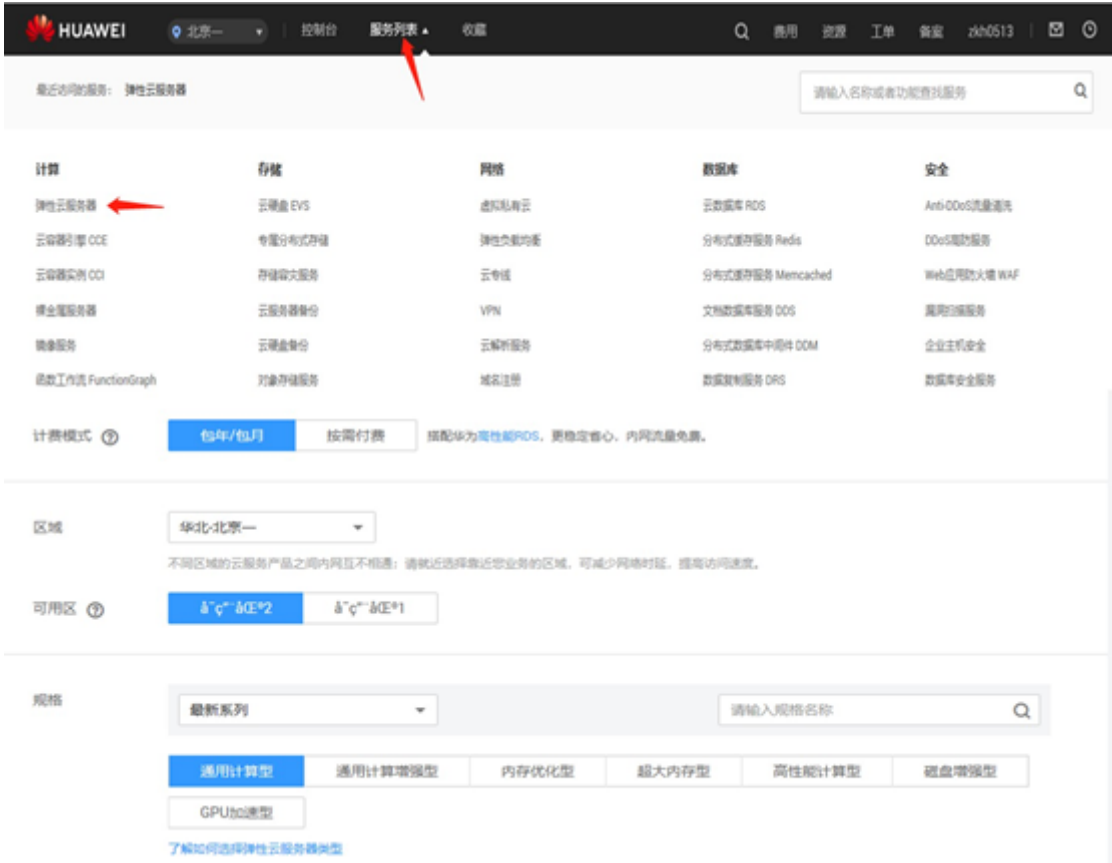 HUAWEI 北京一 控制台 服务列表 收藏 费用 资源 工单 备案 zkh0513
最近访问的服务： 弹性云服务器 请输入名称或者功能查找服务
计算 存储 网络 数据库 安全
弹性云服务器 云硬盘 EVS 虚拟私有云 云数据库 RDS Anti-DDoS流量清洗
云容器引擎 CCE 专属分布式存储 弹性负载均衡 分布式缓存服务 Redis DDoS高防服务
云容器实例 CCI 存储容灾服务 云专线 分布式缓存服务 Memcached Web应用防火墙 WAF
裸金属服务器 云服务器备份 VPN 文档数据库服务 DDS 漏洞扫描服务
镜像服务 云硬盘备份 云解析服务 分布式数据库中间件 DDM 企业主机安全
函数工作流 FunctionGraph 对象存储服务 域名注册 数据复制服务 DRS 数据库安全服务
计费模式 包年/包月 按需付费 搭配华为高性能RDS，更稳定省心、内网流量免费。
区域 华北-北京一
不同区域的云服务产品之间内网互不相通；请就近选择靠近您业务的区域，可减少网络时延，提高访问速度。
可用区 å¯ç”¨åŒº2 å¯ç”¨åŒº1
规格 最新系列 请输入规格名称
通用计算型 通用计算增强型 内存优化型 超大内存型 高性能计算型 磁盘增强型
GPU加速型
了解如何选择弹性云服务器类型